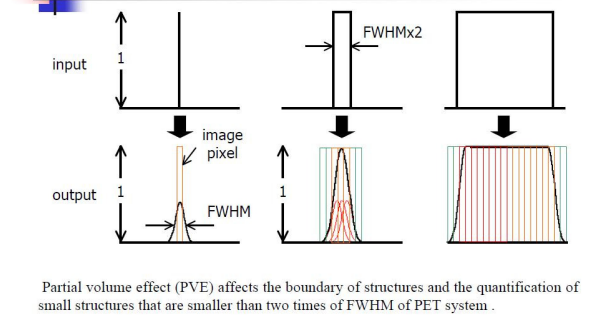 FWHMx2
input
1
image
pixel
output
1
1
FWHM
Partial volume effect (PVE) affects the boundary of structures and the quantification of
small structures that are smaller than two times of FWHM of PET system .